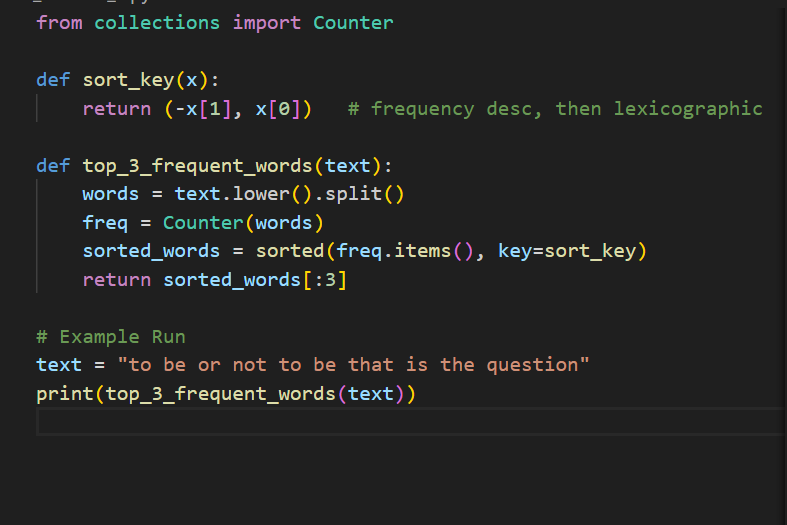 from collections import Counter

def sort_key(x):
    return (-x[1], x[0])   # frequency desc, then lexicographic

def top_3_frequent_words(text):
    words = text.lower().split()
    freq = Counter(words)
    sorted_words = sorted(freq.items(), key=sort_key)
    return sorted_words[:3]

# Example Run
text = "to be or not to be that is the question"
print(top_3_frequent_words(text))